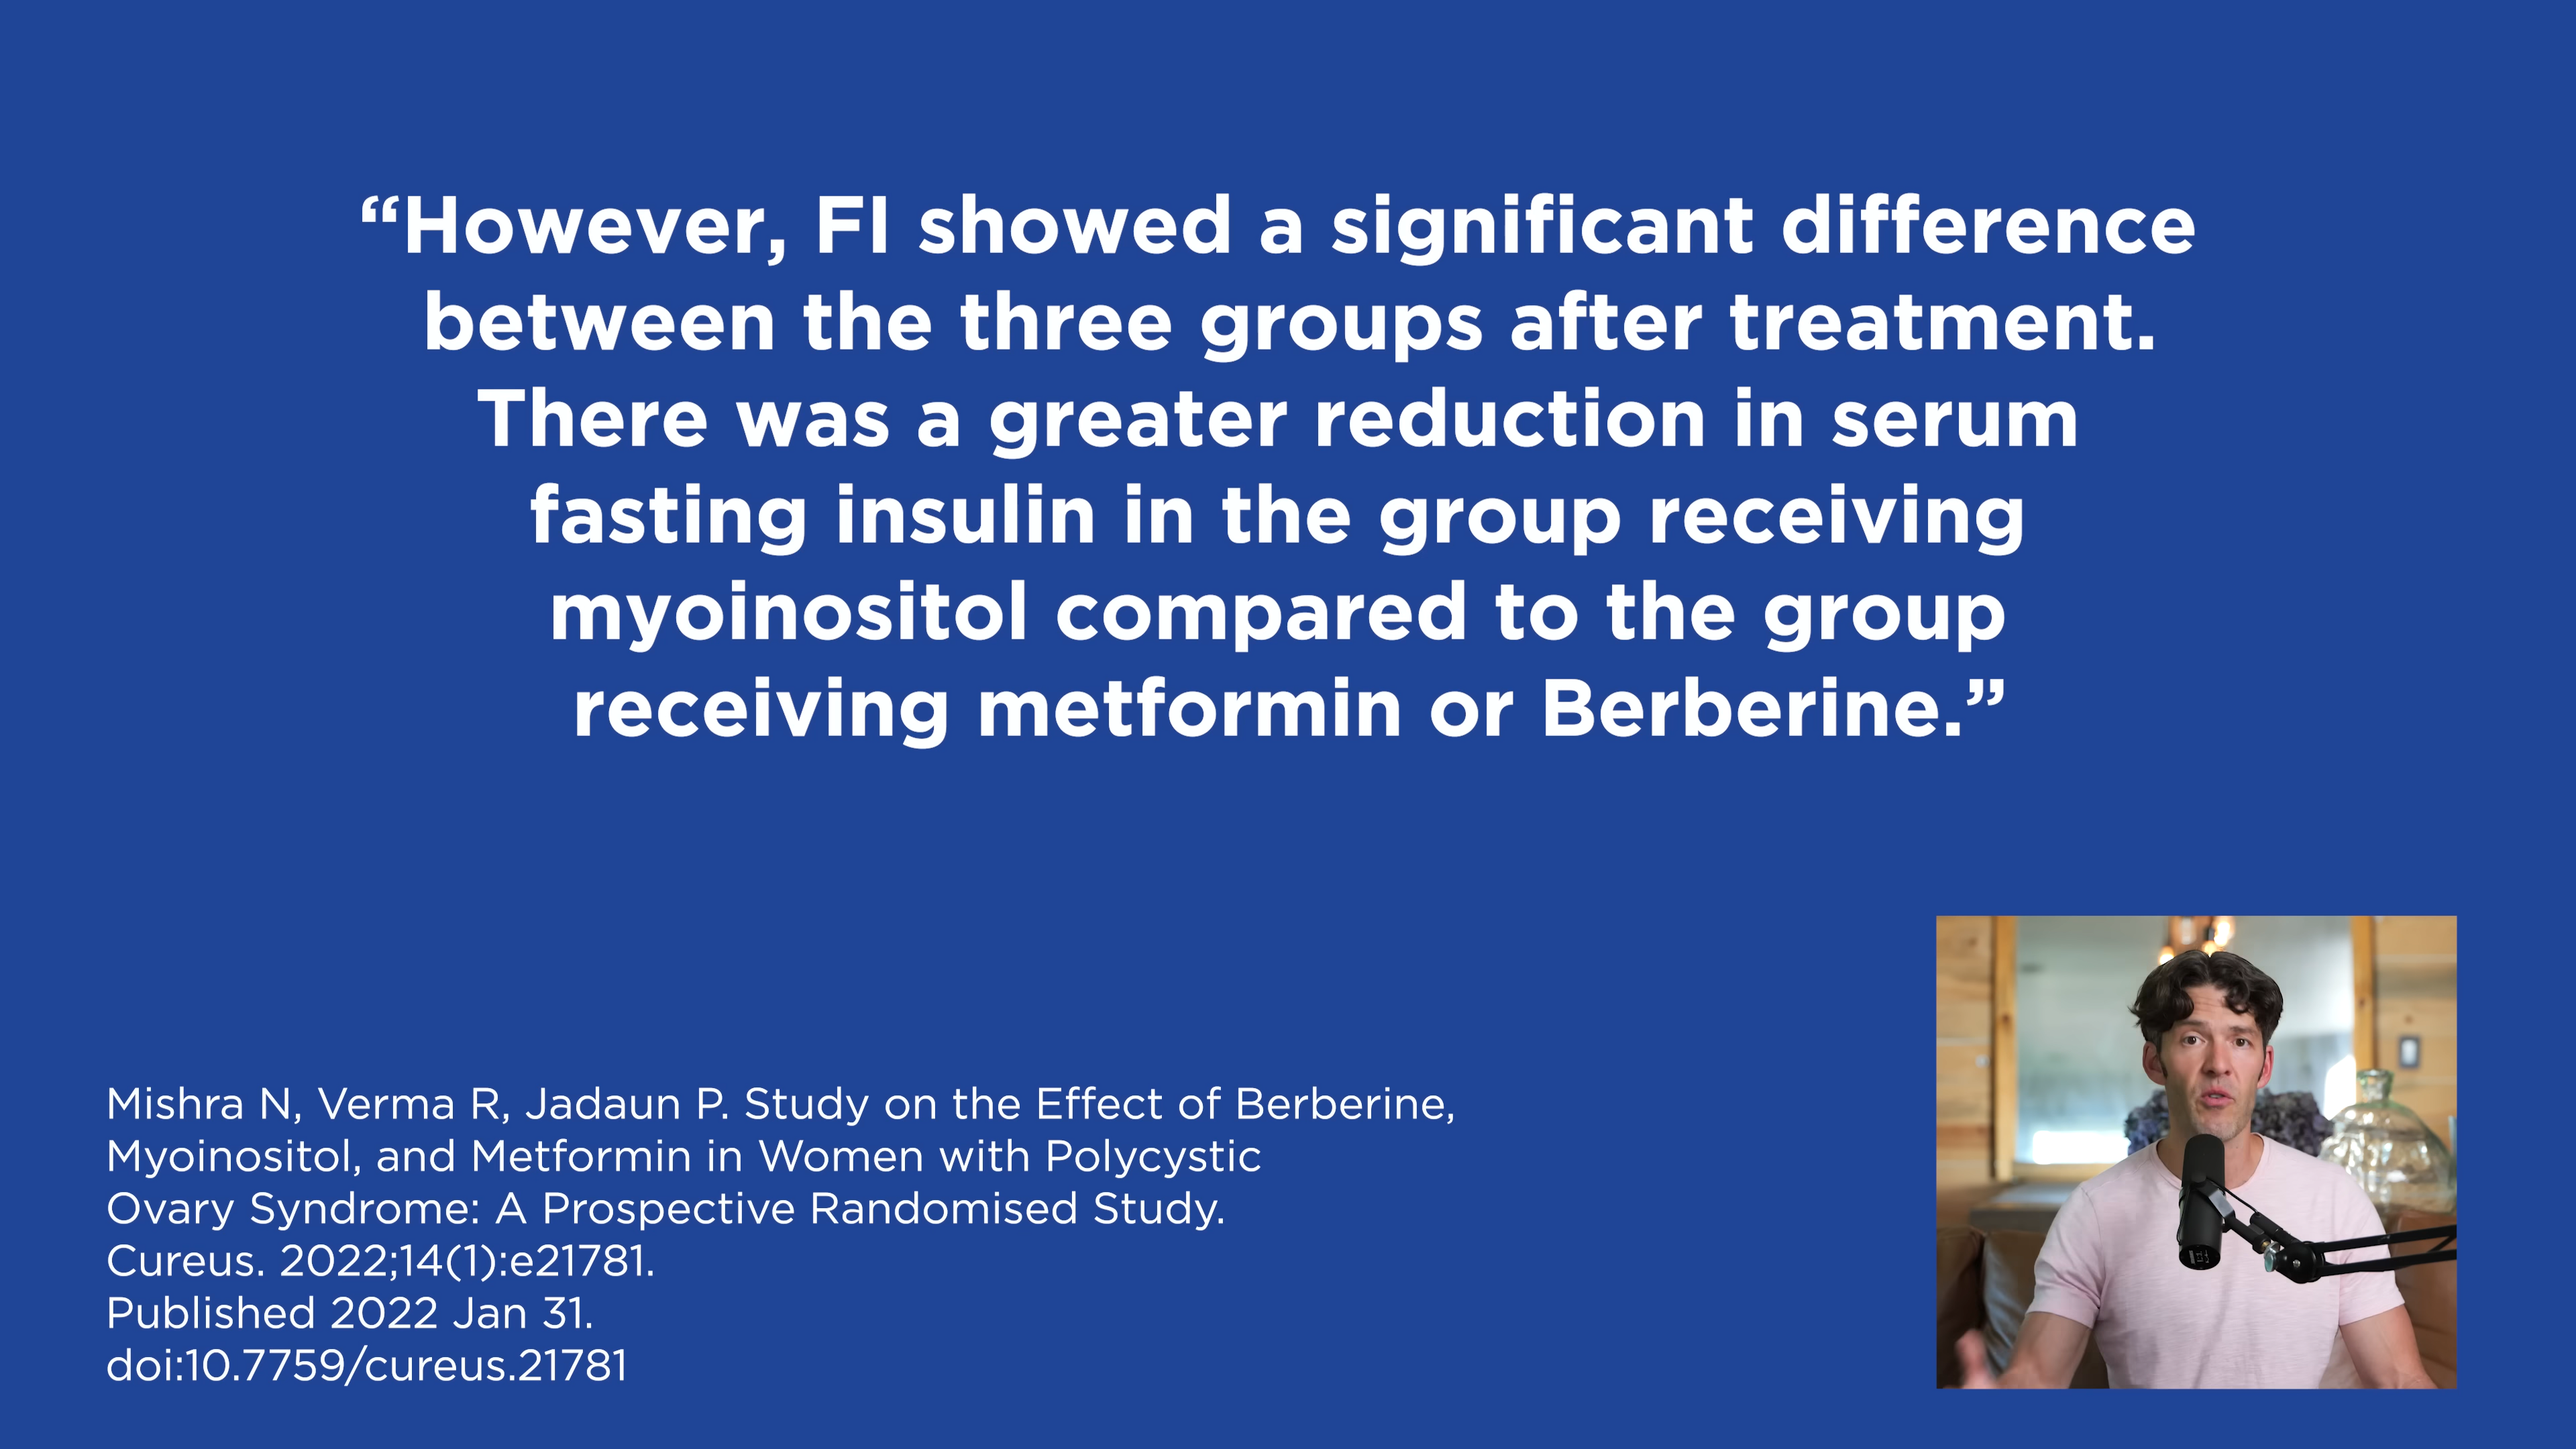 “However, FI showed a significant difference
between the three groups after treatment.
There was a greater reduction in serum
fasting insulin in the group receiving
myoinositol compared to the group
receiving metformin or Berberine.”
Mishra N, Verma R, Jadaun P. Study on the Effect of Berberine,
Myoinositol, and Metformin in Women with Polycystic
Ovary Syndrome: A Prospective Randomised Study.
Cureus. 2022;14(1):e21781.
Published 2022 Jan 31.
doi:10.7759/cureus.21781